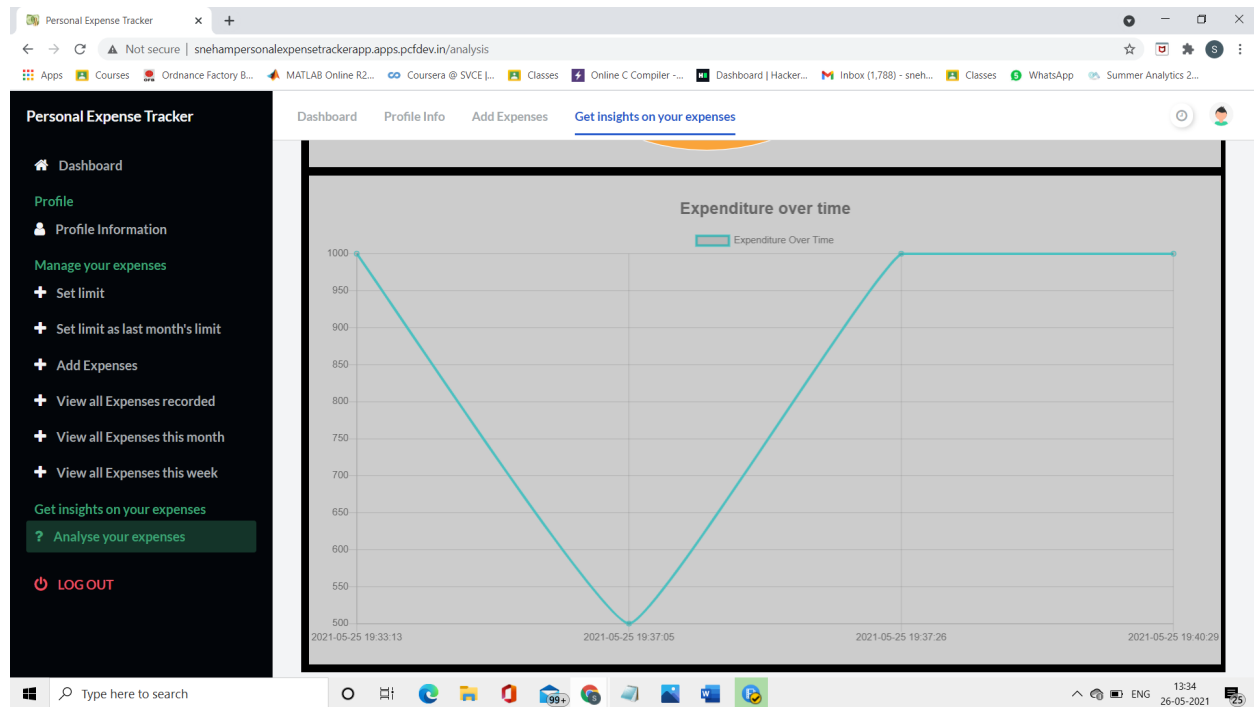 Personal Expense Tracker
Not secure | snehampersonalexpensetrackerapp.apps.pcfdev.in/analysis
S
Apps Courses Ordnance Factory B... MATLAB Online R2... Coursera @ SVCE |... Classes Online C Compiler -... Dashboard | Hacker... Inbox (1,788) - sneh... Classes WhatsApp Summer Analytics 2...
Personal Expense Tracker
Dashboard Profile Info Add Expenses Get insights on your expenses
Dashboard
Profile
Profile Information
Manage your expenses
Set limit
Set limit as last month's limit
Add Expenses
View all Expenses recorded
View all Expenses this month
View all Expenses this week
Get insights on your expenses
? Analyse your expenses
LOG OUT
Expenditure over time
Expenditure Over Time
1000
950
900
850
800
750
700
650
600
550
500
2021-05-25 19:33:13 2021-05-25 19:37:05 2021-05-25 19:37:26 2021-05-25 19:40:29
Type here to search
99+
ENG
13:34
26-05-2021
25